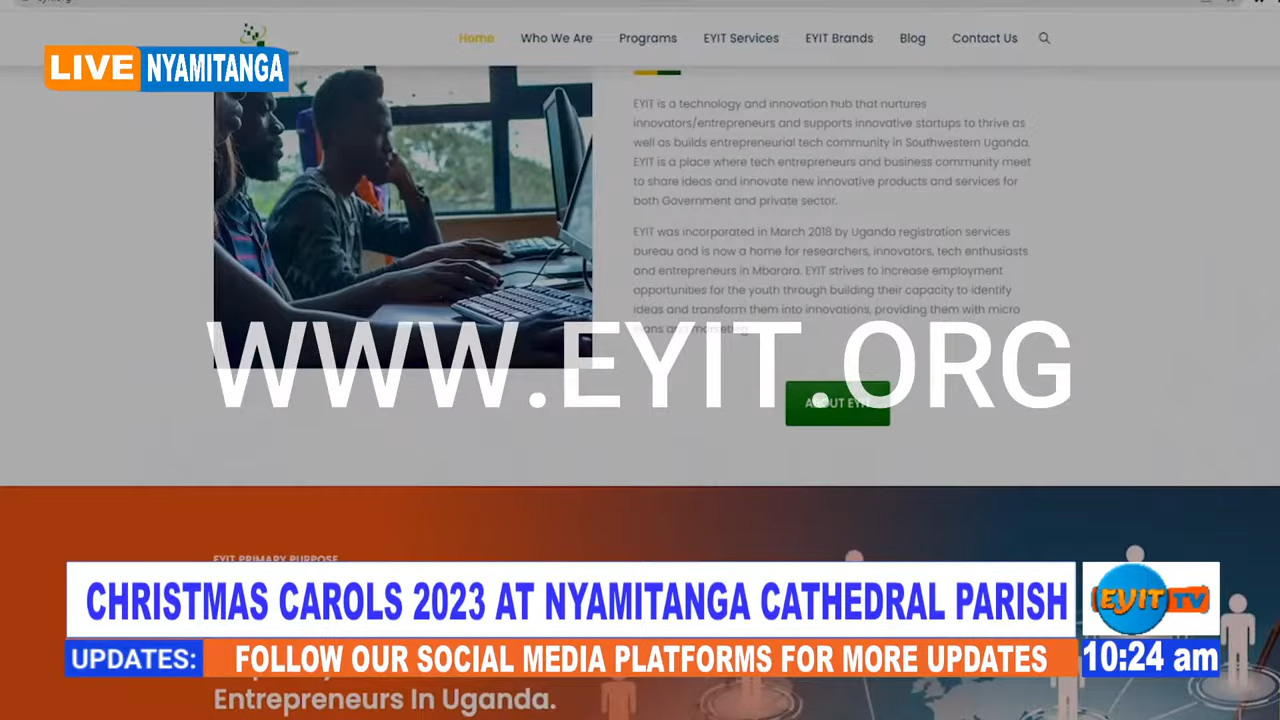 Home Who We Are Programs EYIT Services EYIT Brands Blog Contact Us
LIVE NYAMITANGA
EYIT is a technology and innovation hub that nurtures
innovators/entrepreneurs and supports innovative startups to thrive as
well as builds entrepreneurial tech community in Southwestern Uganda.
EYIT is a place where tech entrepreneurs and business community meet
to share ideas and innovate new innovative products and services for
both Government and private sector.
EYIT was incorporated in March 2018 by Uganda registration services
bureau and is now a home for researchers, innovators, tech enthusiasts
and entrepreneurs in Mbarara. EYIT strives to increase employment
opportunities for the youth through building their capacity to identify
ideas and transform them into innovations, providing them with micro
and marketing
WWW.EYIT.ORG
ABOUT EYIT
EYIT PRIMARY PURPOSE
CHRISTMAS CAROLS 2023 AT NYAMITANGA CATHEDRAL PARISH
EYIT TV
UPDATES: FOLLOW OUR SOCIAL MEDIA PLATFORMS FOR MORE UPDATES
10:24 am
Entrepreneurs In Uganda.